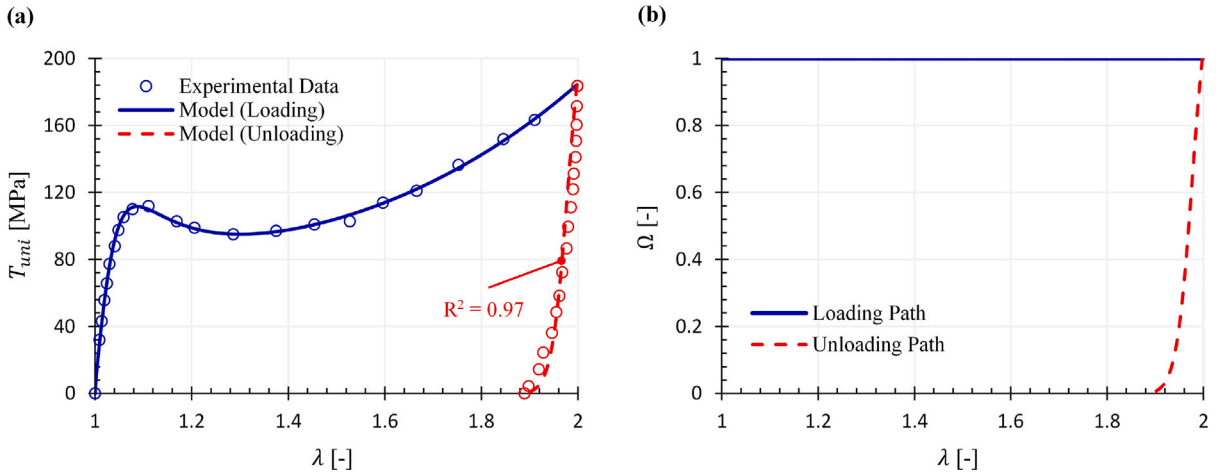 (a)
200
160
120
80
40
0
T_uni [MPa]
Experimental Data
Model (Loading)
Model (Unloading)
R² = 0.97
1
1.2
1.4
1.6
1.8
2
λ [-]
(b)
1
0.8
0.6
0.4
0.2
0
Ω [-]
Loading Path
Unloading Path
1
1.2
1.4
1.6
1.8
2
λ [-]